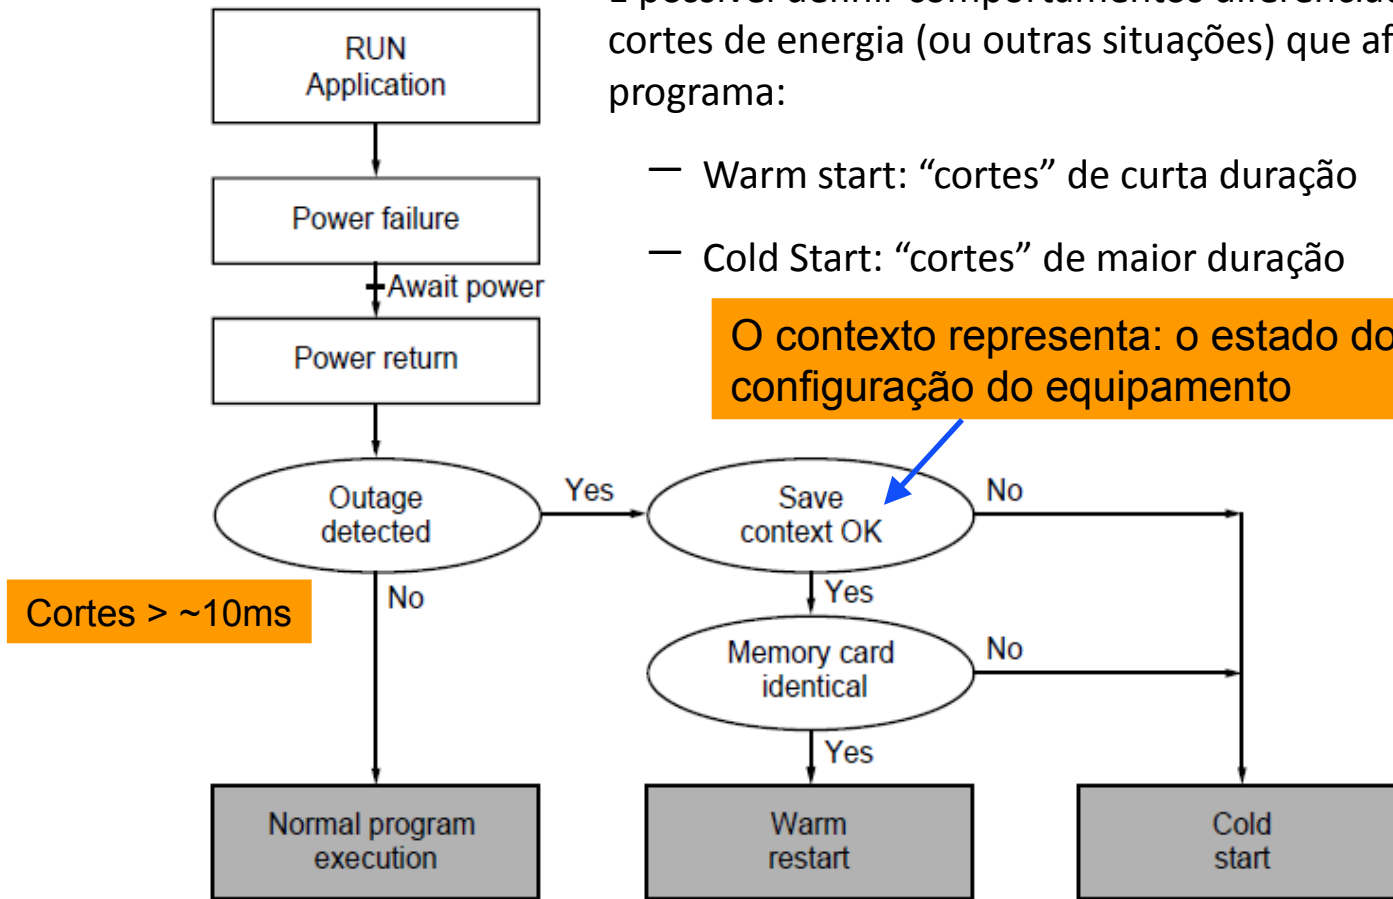 É possível definir comportamentos
cortes de energia (ou outras situações) que
programa:
— Warm start: “cortes” de curta duração
— Cold Start: “cortes” de maior duração
O contexto representa: o estado do
configuração do equipamento
RUN
Application
Power failure
Await power
Power return
Outage
detected
Yes
Save
context OK
No
Cortes > ~10ms
No
Yes
Memory card
identical
No
Yes
Normal program
execution
Warm
restart
Cold
start